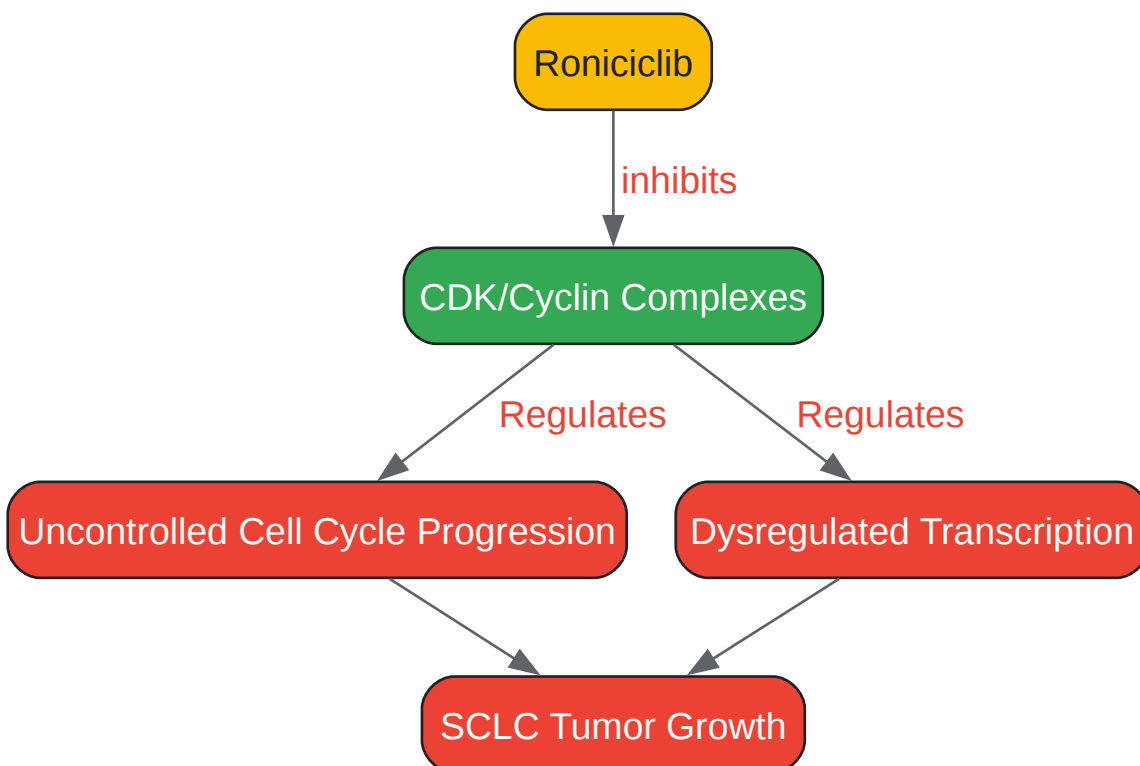 Roniciclib
inhibits
CDK/Cyclin Complexes
Regulates
Regulates
Uncontrolled Cell Cycle Progression
Dysregulated Transcription
SCLC Tumor Growth